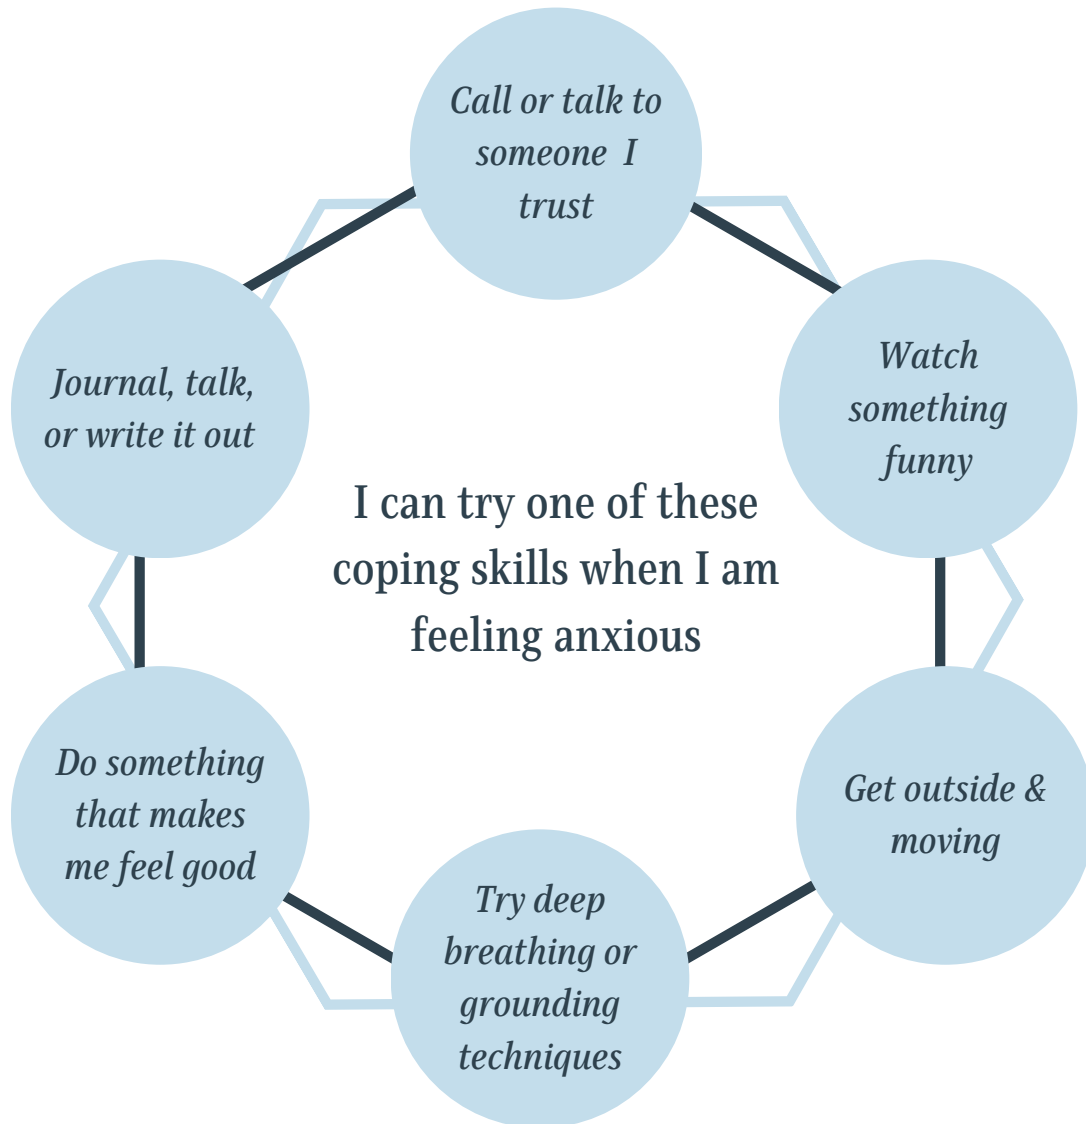 Call or talk to
someone I
trust
Watch
something
funny
Journal, talk,
or write it out
I can try one of these
coping skills when I am
feeling anxious
Do something
that makes
me feel good
Get outside &
moving
Try deep
breathing or
grounding
techniques